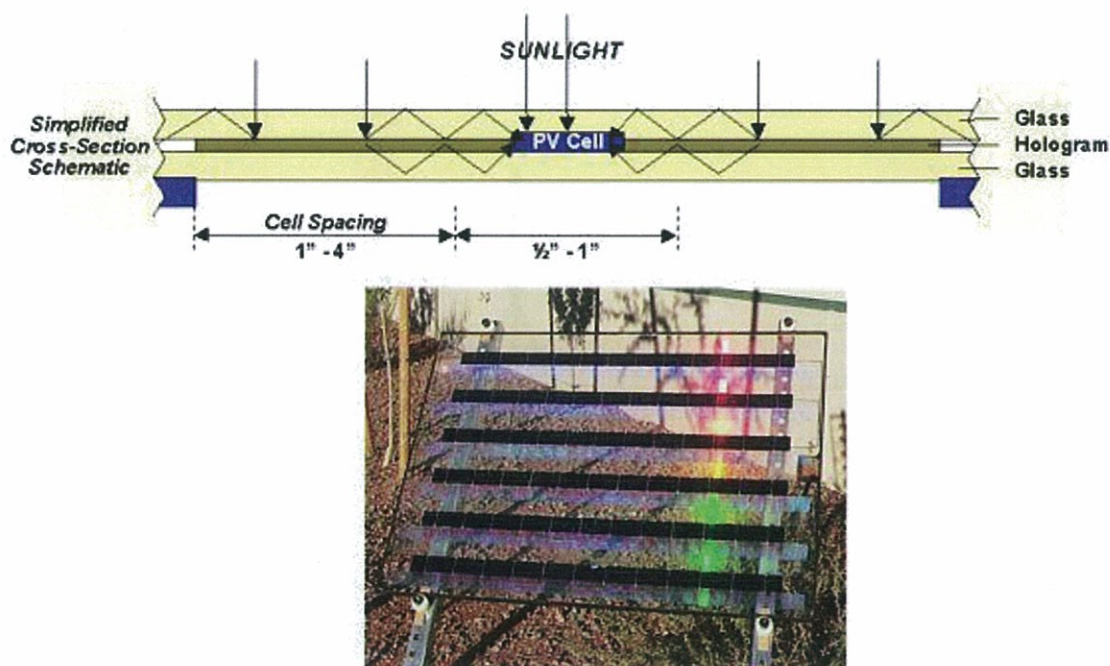 SUNLIGHT
Simplified
Cross-Section
Schematic
PV Cell
Glass
Hologram
Glass
Cell Spacing
1” - 4”
½” - 1”